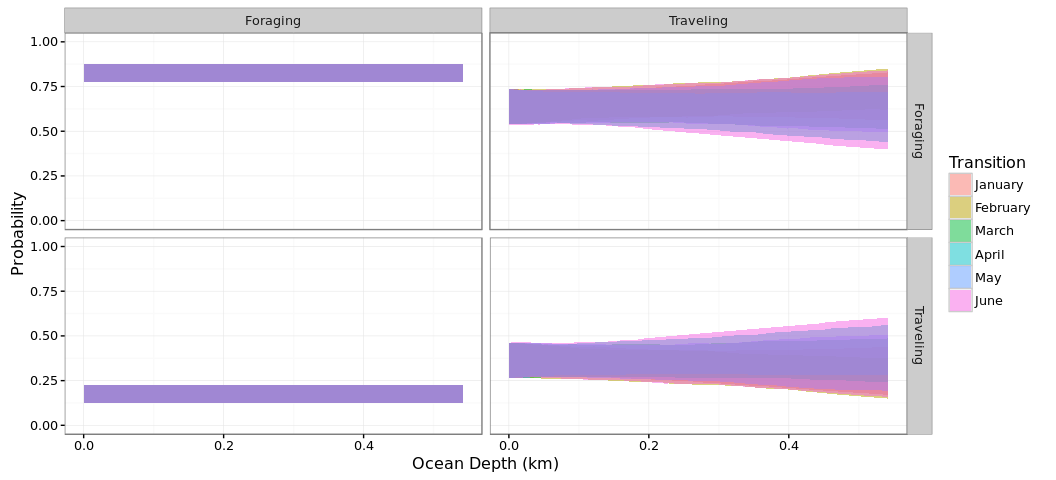 Foraging
Traveling
1.00
0.75
0.50
0.25
0.00
Foraging
1.00
0.75
0.50
0.25
0.00
Traveling
Probability
0.0
0.2
0.4
0.0
0.2
0.4
Ocean Depth (km)
Transition
January
February
March
April
May
June